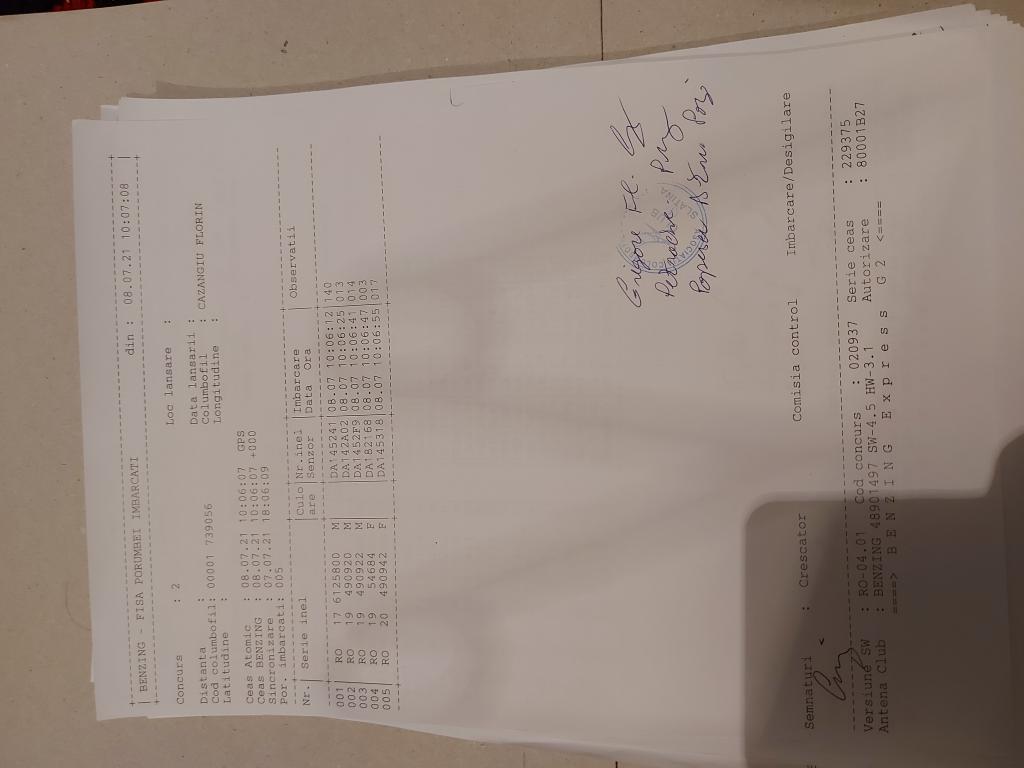 BENZING - FISA PORUMBEI IMBARCATI din : 08.07.21 10:07:08
Concurs : 2 Loc lansare :
Distanta : Data lansarii :
Cod columbofil: 00001 739056 Columbofil : CAZANGIU FLORIN
Latitudine : Longitudine :
Ceas Atomic : 08.07.21 10:06:07 GPS
Ceas BENZING : 08.07.21 10:06:07 +000
Sincronizare : 07.07.21 18:06:09
Por. imbarcati: 005
Nr. | Serie inel |Culo|Nr.inel |Imbarcare | Observatii
|are |Senzor |Data Ora |
001 | RO 17 6125800 M |DA145241|08.07 10:06:12|140
002 | RO 19 490920 M |DA142A02|08.07 10:06:25|013
003 | RO 19 490922 M |DA1452F9|08.07 10:06:41|014
004 | RO 19 54684 F |DA182168|08.07 10:06:47|003
005 | RO 20 490942 F |DA145318|08.07 10:06:55|017
Grigore Fl.
Petrache
Popescu
SLATINA
Semnaturi : Crescator Comisia control Imbarcare/Desigilare
Versiune SW : RO-04.01 Cod concurs : 020937 Serie ceas : 229375
Antena Club : BENZING 48901497 SW-4.5 HW-3.1 Autorizare : 80001B27
====> B E N Z I N G E x p r e s s G 2 <====